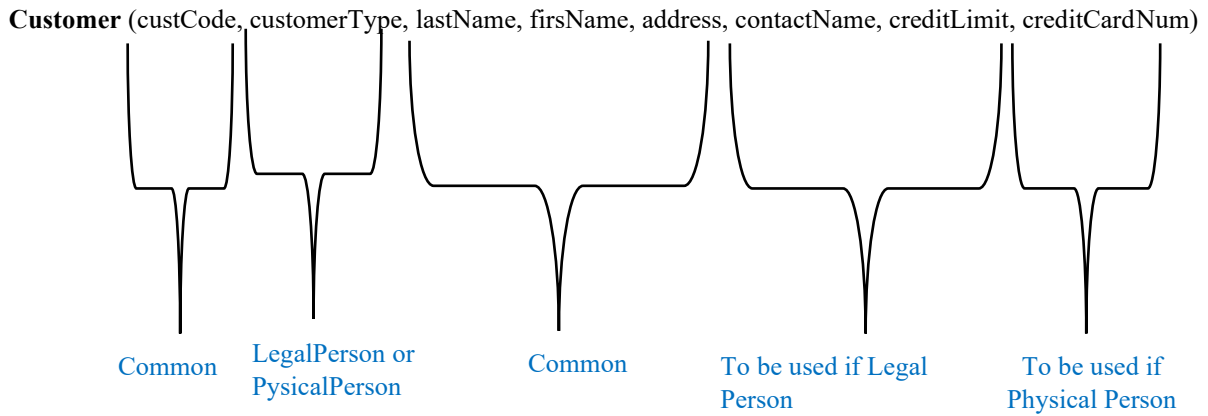 Customer (custCode, customerType, lastName, firsName, address, contactName, creditLimit, creditCardNum)
Common
LegalPerson or
PysicalPerson
Common
To be used if Legal
Person
To be used if
Physical Person